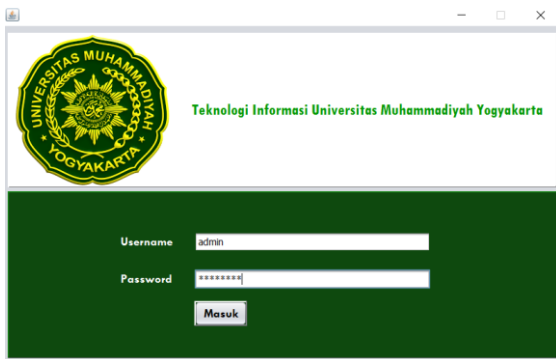 UNIVERSITAS MUHAMMADIYAH
YOGYAKARTA
Teknologi Informasi Universitas Muhammadiyah Yogyakarta
Username
admin
Password
********
Masuk